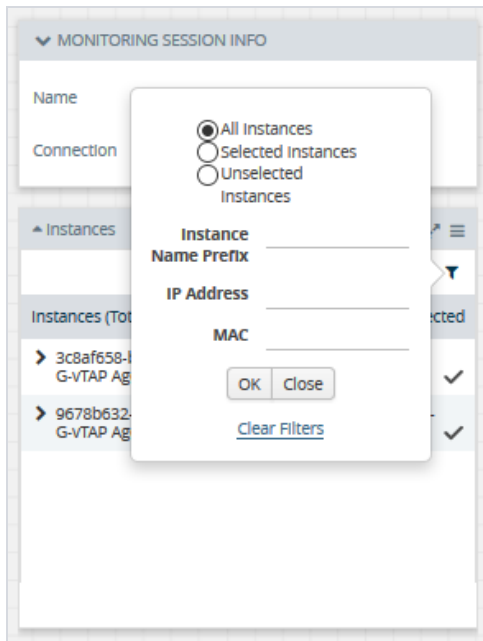 MONITORING SESSION INFO
Name
Connection
All Instances
Selected Instances
Unselected
Instances
Instances
Instance
Name Prefix
IP Address
MAC
Instances (Tot
ected
3c8af658-
G-vTAP Ag
9678b632-
G-vTAP Ag
OK
Close
Clear Filters